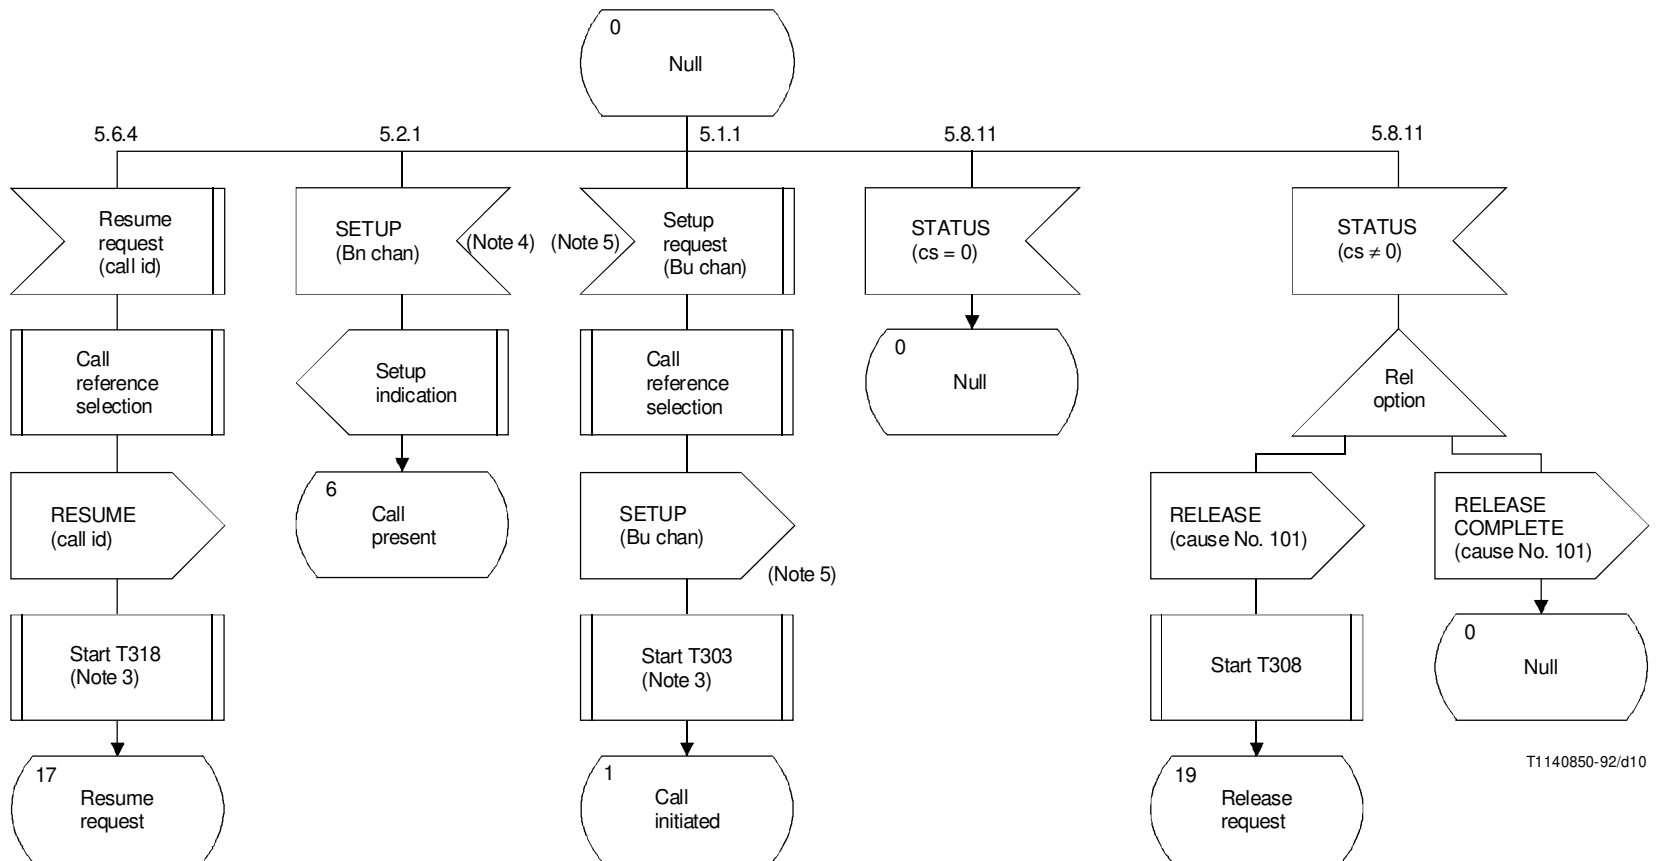 0
Null
5.6.4
5.2.1
5.1.1
5.8.11
5.8.11
Resume
request
(call id)
SETUP
(Bn chan)
(Note 4)
(Note 5)
Setup
request
(Bu chan)
STATUS
(cs = 0)
STATUS
(cs ≠ 0)
Call
reference
selection
Setup
indication
Call
reference
selection
0
Null
Rel
option
RESUME
(call id)
6
Call
present
SETUP
(Bu chan)
(Note 5)
RELEASE
(cause No. 101)
RELEASE
COMPLETE
(cause No. 101)
Start T318
(Note 3)
Start T303
(Note 3)
Start T308
0
Null
17
Resume
request
1
Call
initiated
19
Release
request
T1140850-92/d10